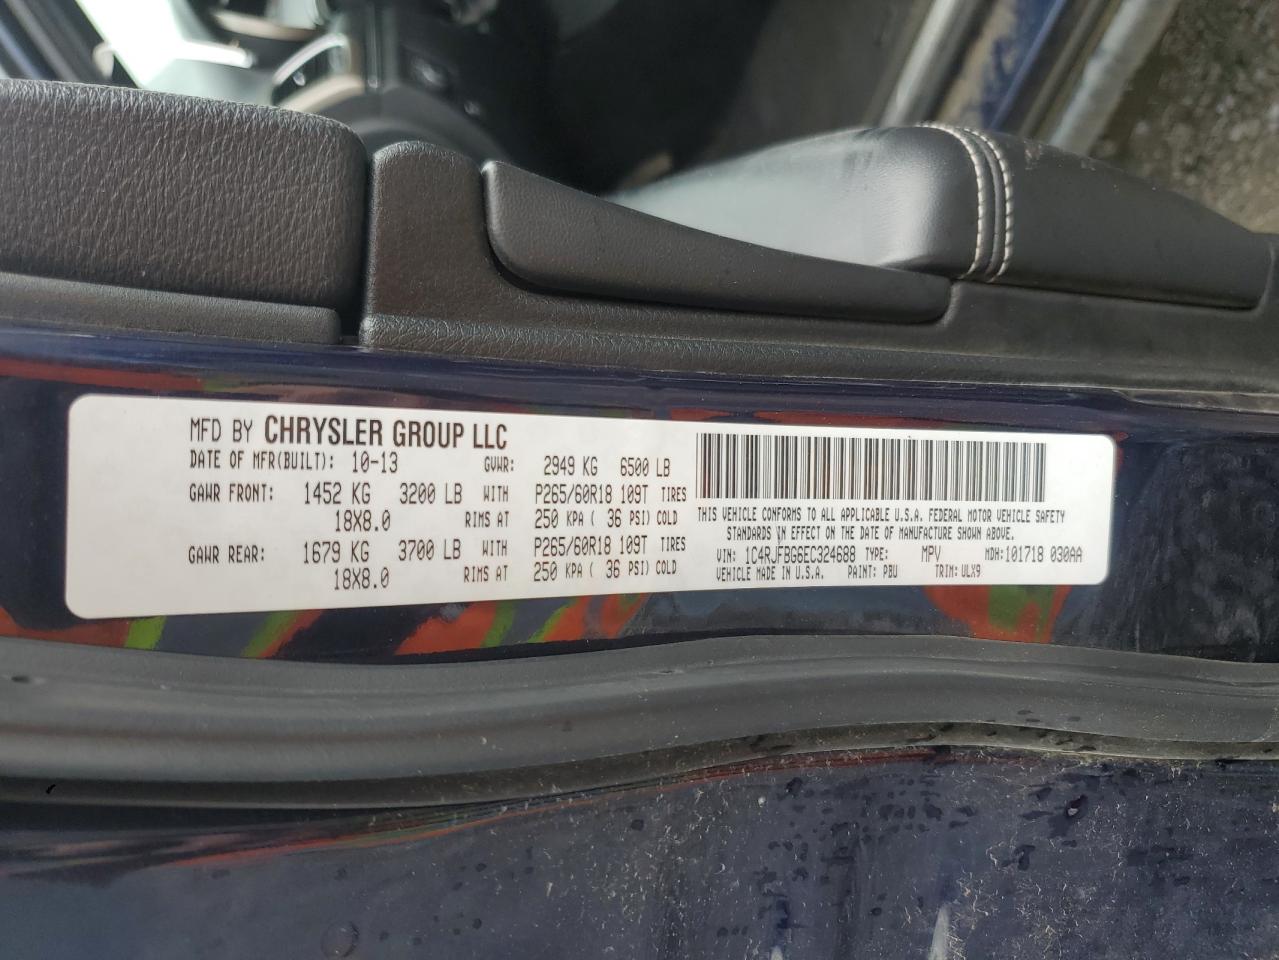 MFD BY CHRYSLER GROUP LLC
DATE OF MFR(BUILT): 10-13 GVWR: 2949 KG 6500 LB
GAWR FRONT: 1452 KG 3200 LB WITH P265/60R18 109T TIRES
18X8.0 RIMS AT 250 KPA ( 36 PSI) COLD
GAWR REAR: 1679 KG 3700 LB WITH P265/60R18 109T TIRES
18X8.0 RIMS AT 250 KPA ( 36 PSI) COLD
THIS VEHICLE CONFORMS TO ALL APPLICABLE U.S.A. FEDERAL MOTOR VEHICLE SAFETY
STANDARDS IN EFFECT ON THE DATE OF MANUFACTURE SHOWN ABOVE.
VIN: 1C4RJFBG6EC324688 TYPE: MPV MDH: 101718 030AA
VEHICLE MADE IN U.S.A. PAINT: PBU TRIM: ULX9